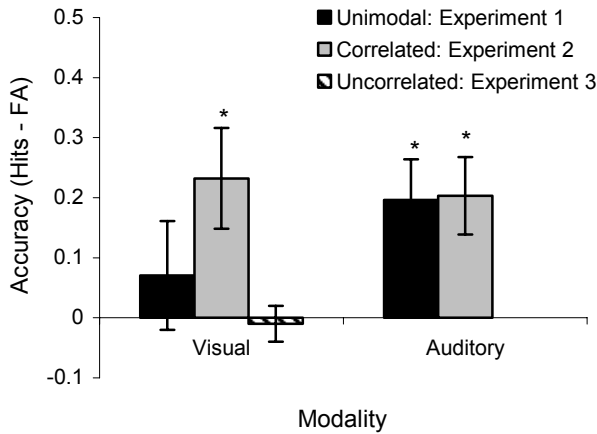 0.5
0.4
0.3
0.2
0.1
0
-0.1
Accuracy (Hits - FA)
Unimodal: Experiment 1
Correlated: Experiment 2
Uncorrelated: Experiment 3
*
* *
Visual Auditory
Modality